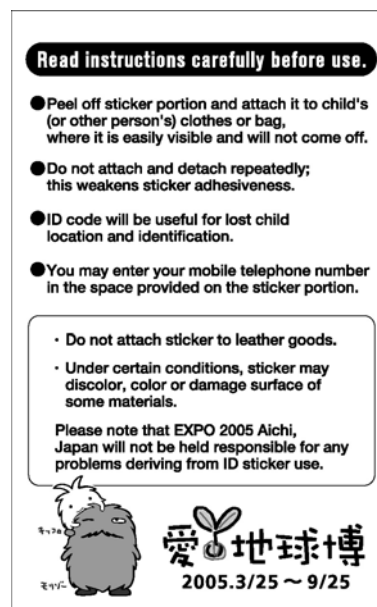 Read instructions carefully before use.
●Peel off sticker portion and attach it to child's
(or other person's) clothes or bag,
where it is easily visible and will not come off.
●Do not attach and detach repeatedly;
this weakens sticker adhesiveness.
●ID code will be useful for lost child
location and identification.
●You may enter your mobile telephone number
in the space provided on the sticker portion.
・Do not attach sticker to leather goods.
・Under certain conditions, sticker may
discolor, color or damage surface of
some materials.
Please note that EXPO 2005 Aichi,
Japan will not be held responsible for any
problems deriving from ID sticker use.
キッコロ
モリゾー
愛・地球博
2005.3/25～9/25